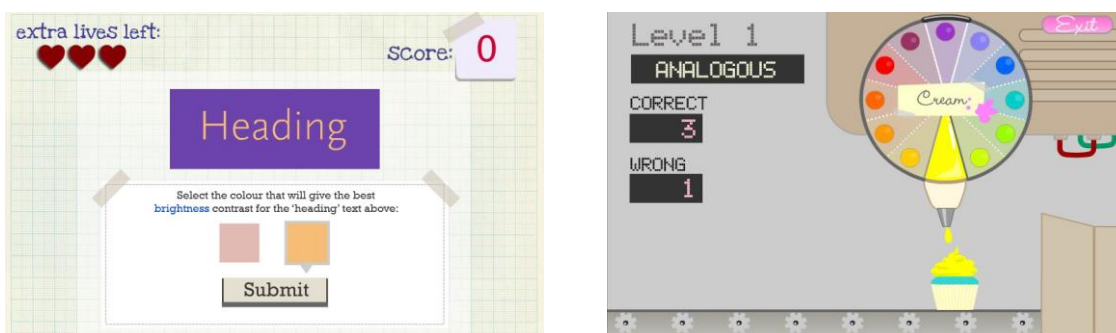 extra lives left:
score: 0
Heading
Select the colour that will give the best
brightness contrast for the ‘heading’ text above:
Submit
Level 1
ANALOGOUS
CORRECT
3
WRONG
1
Cream
Exit